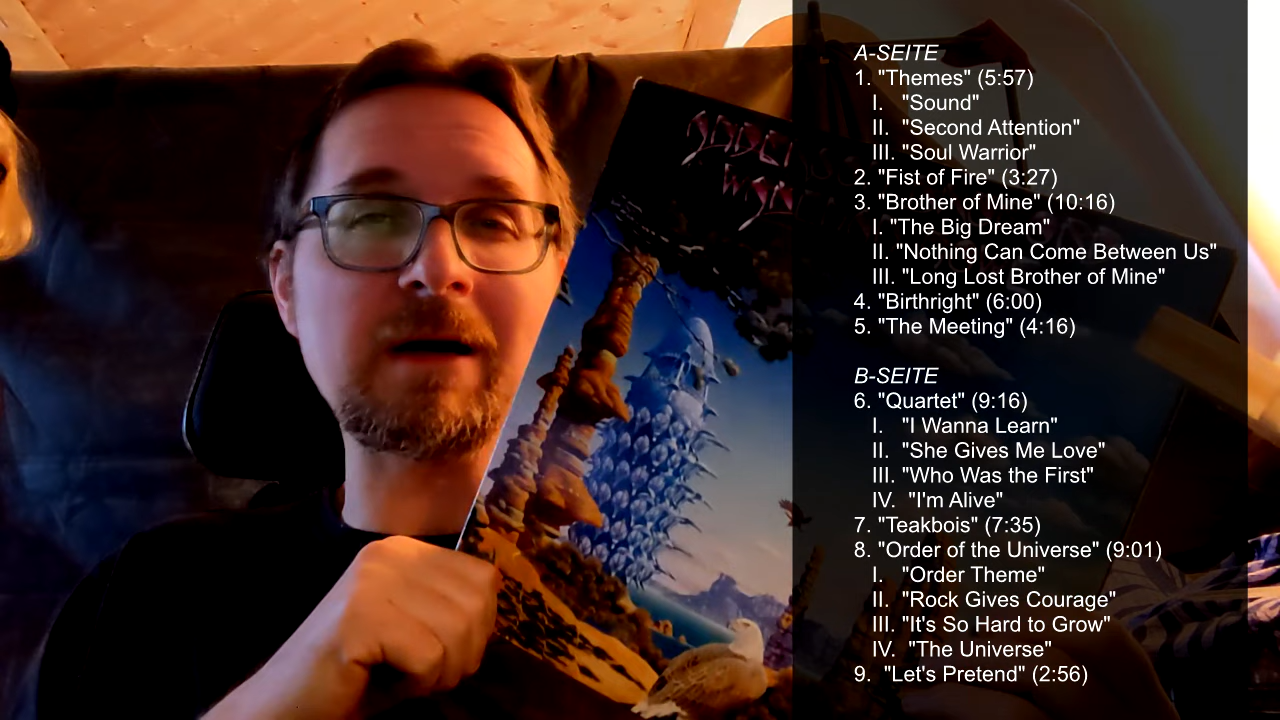 A-SEITE
1. "Themes" (5:57)
I. "Sound"
II. "Second Attention"
III. "Soul Warrior"
2. "Fist of Fire" (3:27)
3. "Brother of Mine" (10:16)
I. "The Big Dream"
II. "Nothing Can Come Between Us"
III. "Long Lost Brother of Mine"
4. "Birthright" (6:00)
5. "The Meeting" (4:16)
B-SEITE
6. "Quartet" (9:16)
I. "I Wanna Learn"
II. "She Gives Me Love"
III. "Who Was the First"
IV. "I'm Alive"
7. "Teakbois" (7:35)
8. "Order of the Universe" (9:01)
I. "Order Theme"
II. "Rock Gives Courage"
III. "It's So Hard to Grow"
IV. "The Universe"
9. "Let's Pretend" (2:56)